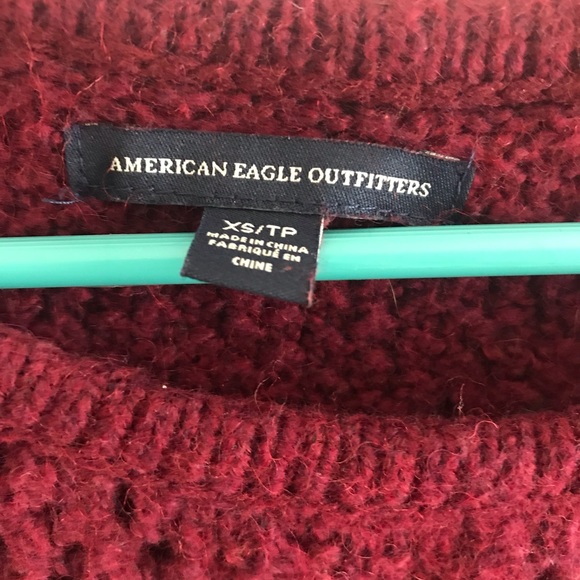 AMERICAN EAGLE OUTFITTERS
XS/TP
MADE IN CHINA
FABRIQUÉ EN
CHINE